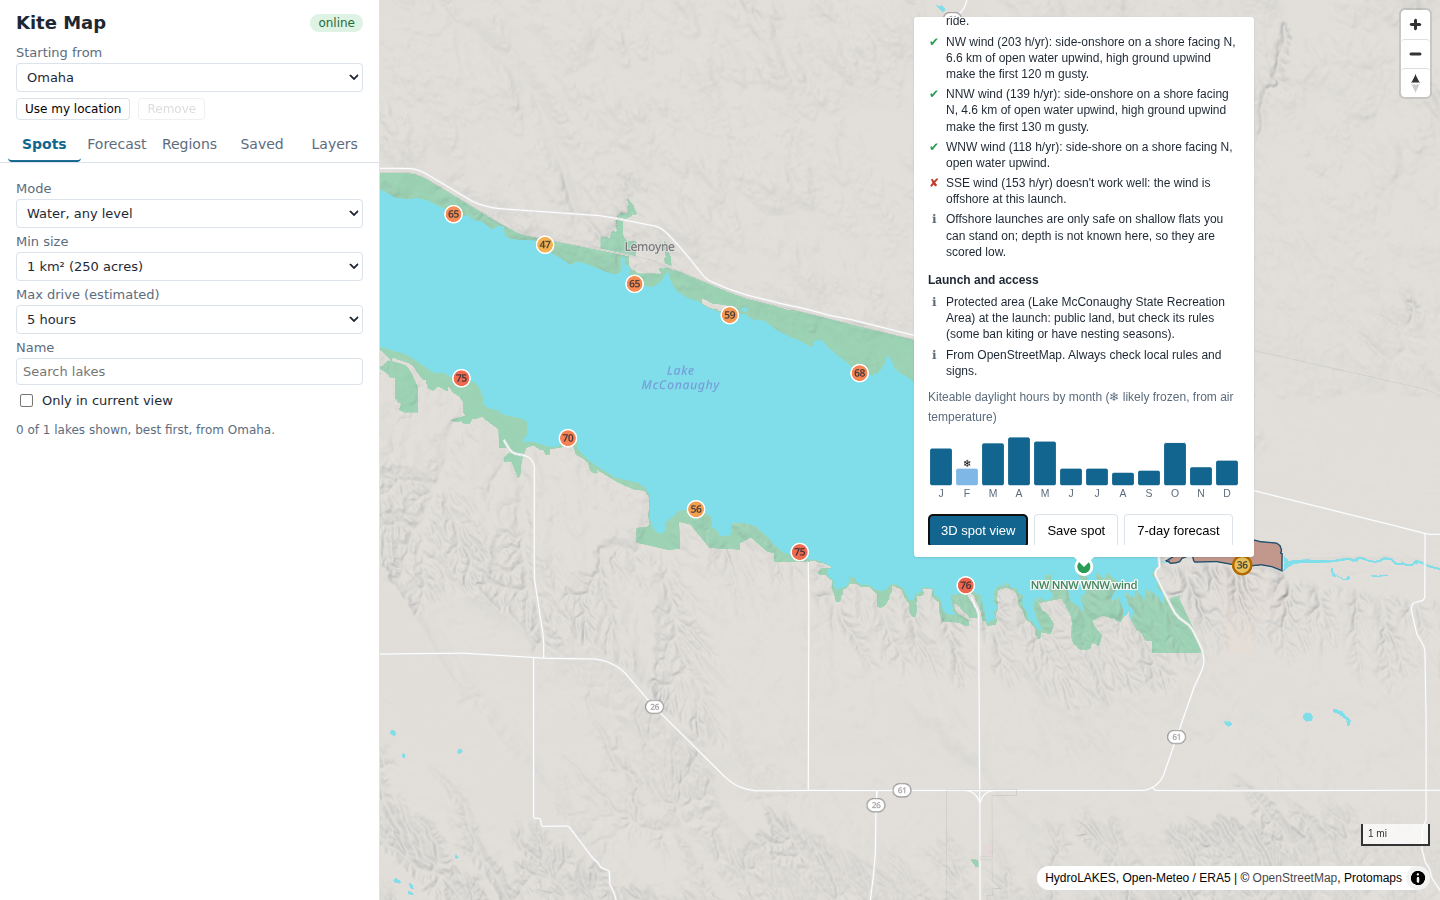 Kite Map
online
Starting from
Omaha
Use my location
Remove
Spots
Forecast
Regions
Saved
Layers
Mode
Water, any level
Min size
1 km² (250 acres)
Max drive (estimated)
5 hours
Name
Search lakes
Only in current view
0 of 1 lakes shown, best first, from Omaha.
ride.
✔ NW wind (203 h/yr): side-onshore on a shore facing N,
6.6 km of open water upwind, high ground upwind
make the first 120 m gusty.
✔ NNW wind (139 h/yr): side-onshore on a shore facing
N, 4.6 km of open water upwind, high ground upwind
make the first 130 m gusty.
✔ WNW wind (118 h/yr): side-shore on a shore facing N,
open water upwind.
✘ SSE wind (153 h/yr) doesn't work well: the wind is
offshore at this launch.
ℹ Offshore launches are only safe on shallow flats you
can stand on; depth is not known here, so they are
scored low.
Launch and access
ℹ Protected area (Lake McConaughy State Recreation
Area) at the launch: public land, but check its rules
(some ban kiting or have nesting seasons).
ℹ From OpenStreetMap. Always check local rules and
signs.
Kiteable daylight hours by month (❄ likely frozen, from air
temperature)
❄
J F M A M J J A S O N D
3D spot view
Save spot
7-day forecast
65
47
Lemoyne
65
59
68
Lake
McConaughy
75
70
56
75
76
NW NNW WNW wind
36
26
61
61
26
1 mi
HydroLAKES, Open-Meteo / ERA5 | © OpenStreetMap, Protomaps